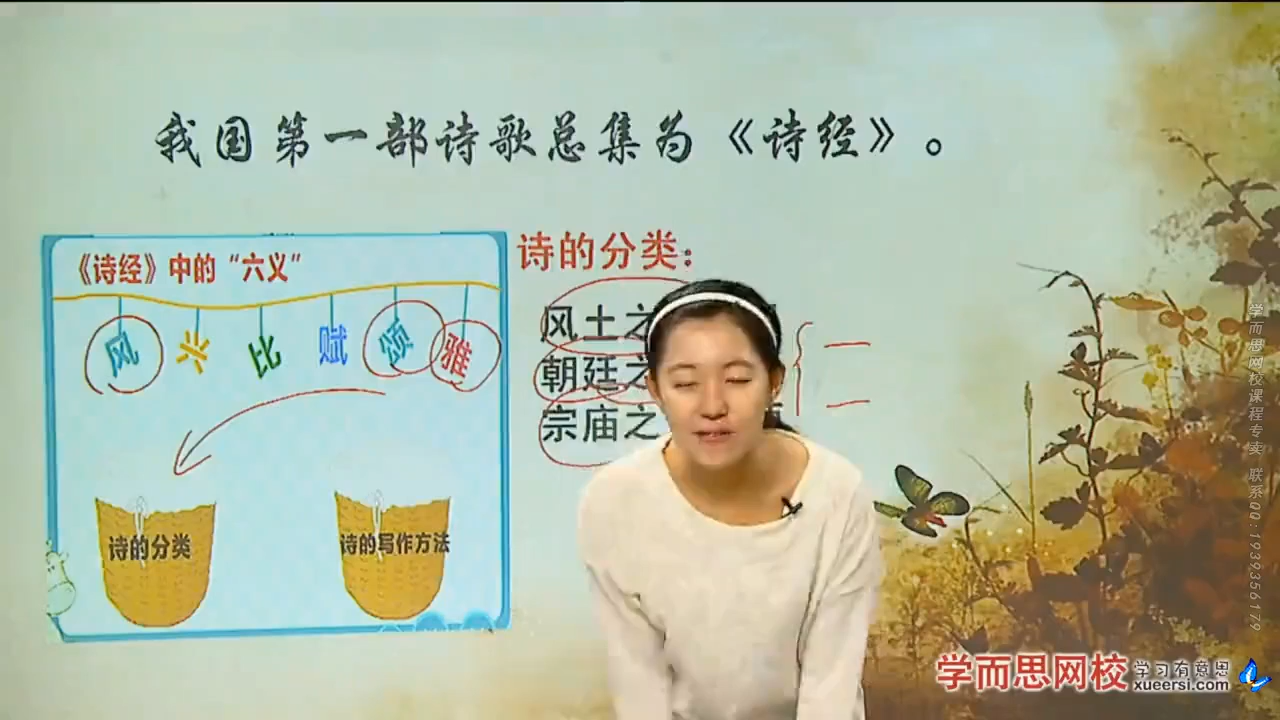 我国第一部诗歌总集为《诗经》。
《诗经》中的“六义”
风 兴 比 赋 颂 雅
诗的分类
诗的写作方法
诗的分类：
风土之
朝廷之
宗庙之
学而思网校 学习有意思
xueersi.com
学而思网校课程专卖 联系QQ:1939356179